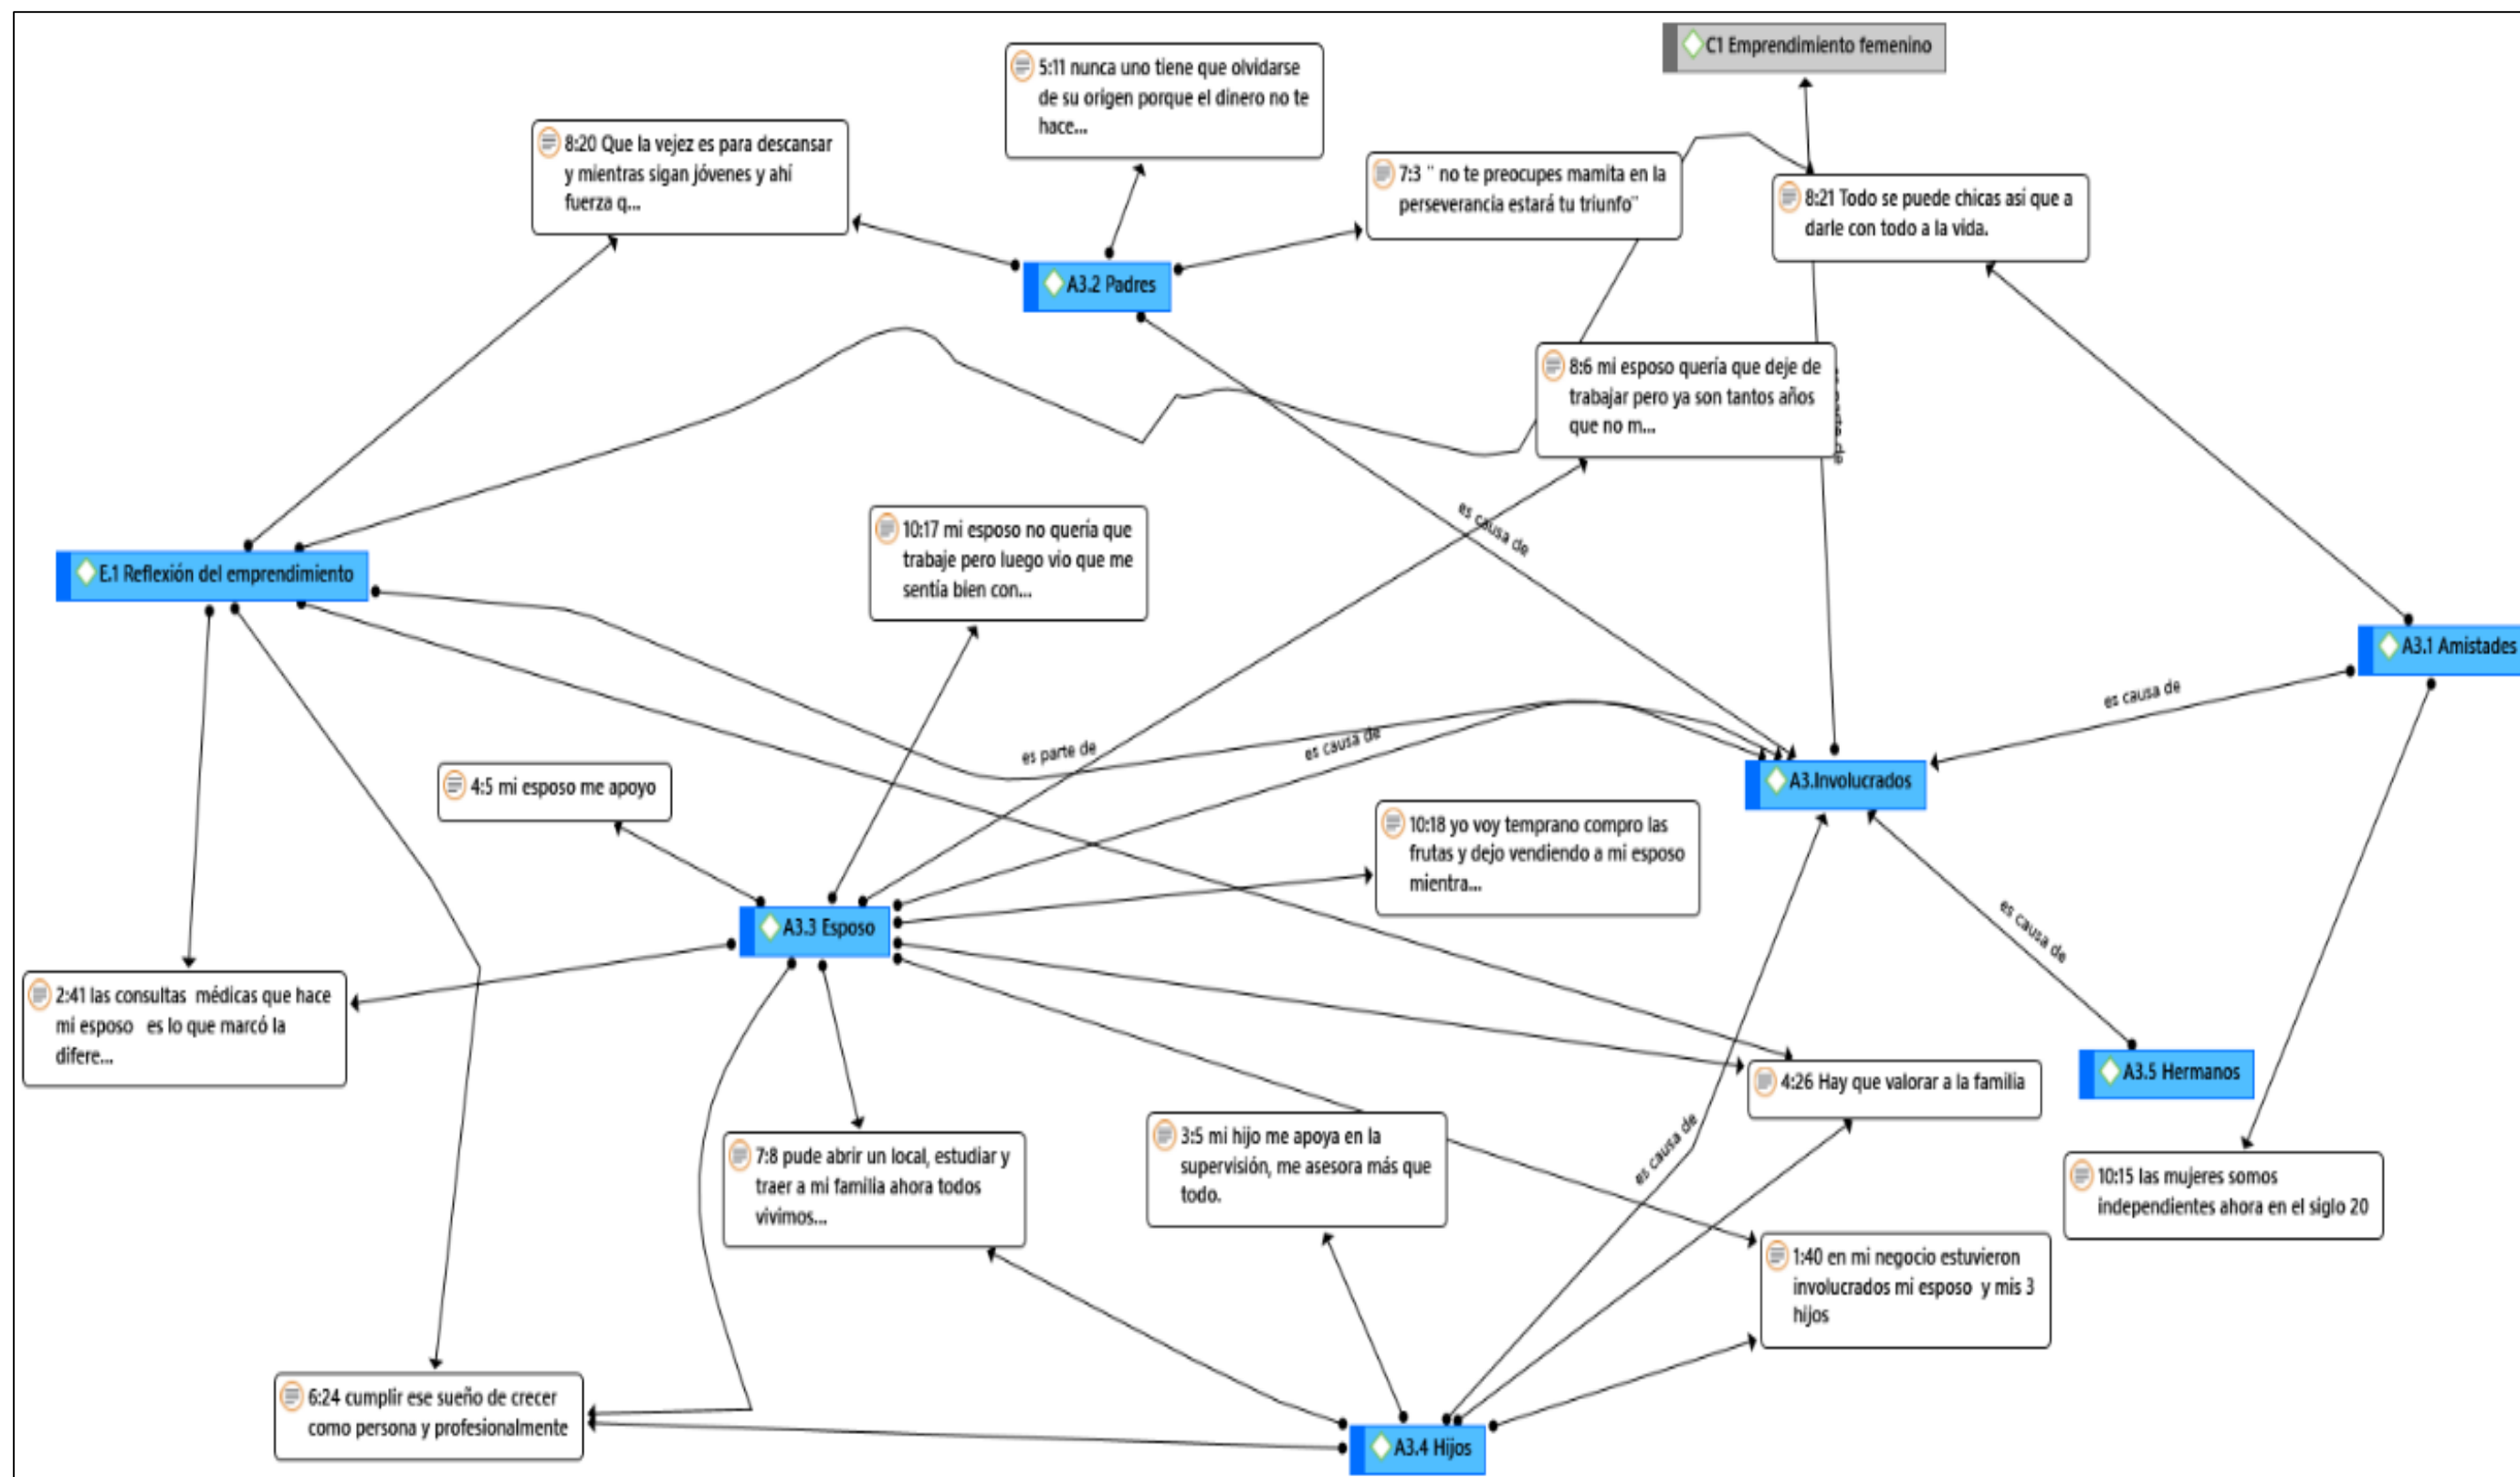 C1 Emprendimiento femenino
5:11 nunca uno tiene que olvidarse
de su origen porque el dinero no te
hace...
8:20 Que la vejez es para descansar
y mientras sigan jóvenes y ahí
fuerza q...
7:3 ¨ no te preocupes mamita en la
perseverancia estará tu triunfo¨
8:21 Todo se puede chicas así que a
darle con todo a la vida.
A3.2 Padres
8:6 mi esposo quería que deje de
trabajar pero ya son tantos años
que no m...
es causa de
10:17 mi esposo no quería que
trabaje pero luego vio que me
sentía bien con...
E.1 Reflexión del emprendimiento
A3.1 Amistades
es causa de
es parte de
es causa de
4:5 mi esposo me apoyo
A3.Involucrados
10:18 yo voy temprano compro las
frutas y dejo vendiendo a mi esposo
mientra...
A3.3 Esposo
es causa de
2:41 las consultas médicas que hace
mi esposo es lo que marcó la
difere...
4:26 Hay que valorar a la familia
A3.5 Hermanos
7:8 pude abrir un local, estudiar y
traer a mi familia ahora todos
vivimos...
3:5 mi hijo me apoya en la
supervisión, me asesora más que
todo.
es causa de
10:15 las mujeres somos
independientes ahora en el siglo 20
1:40 en mi negocio estuvieron
involucrados mi esposo y mis 3
hijos
6:24 cumplir ese sueño de crecer
como persona y profesionalmente
A3.4 Hijos